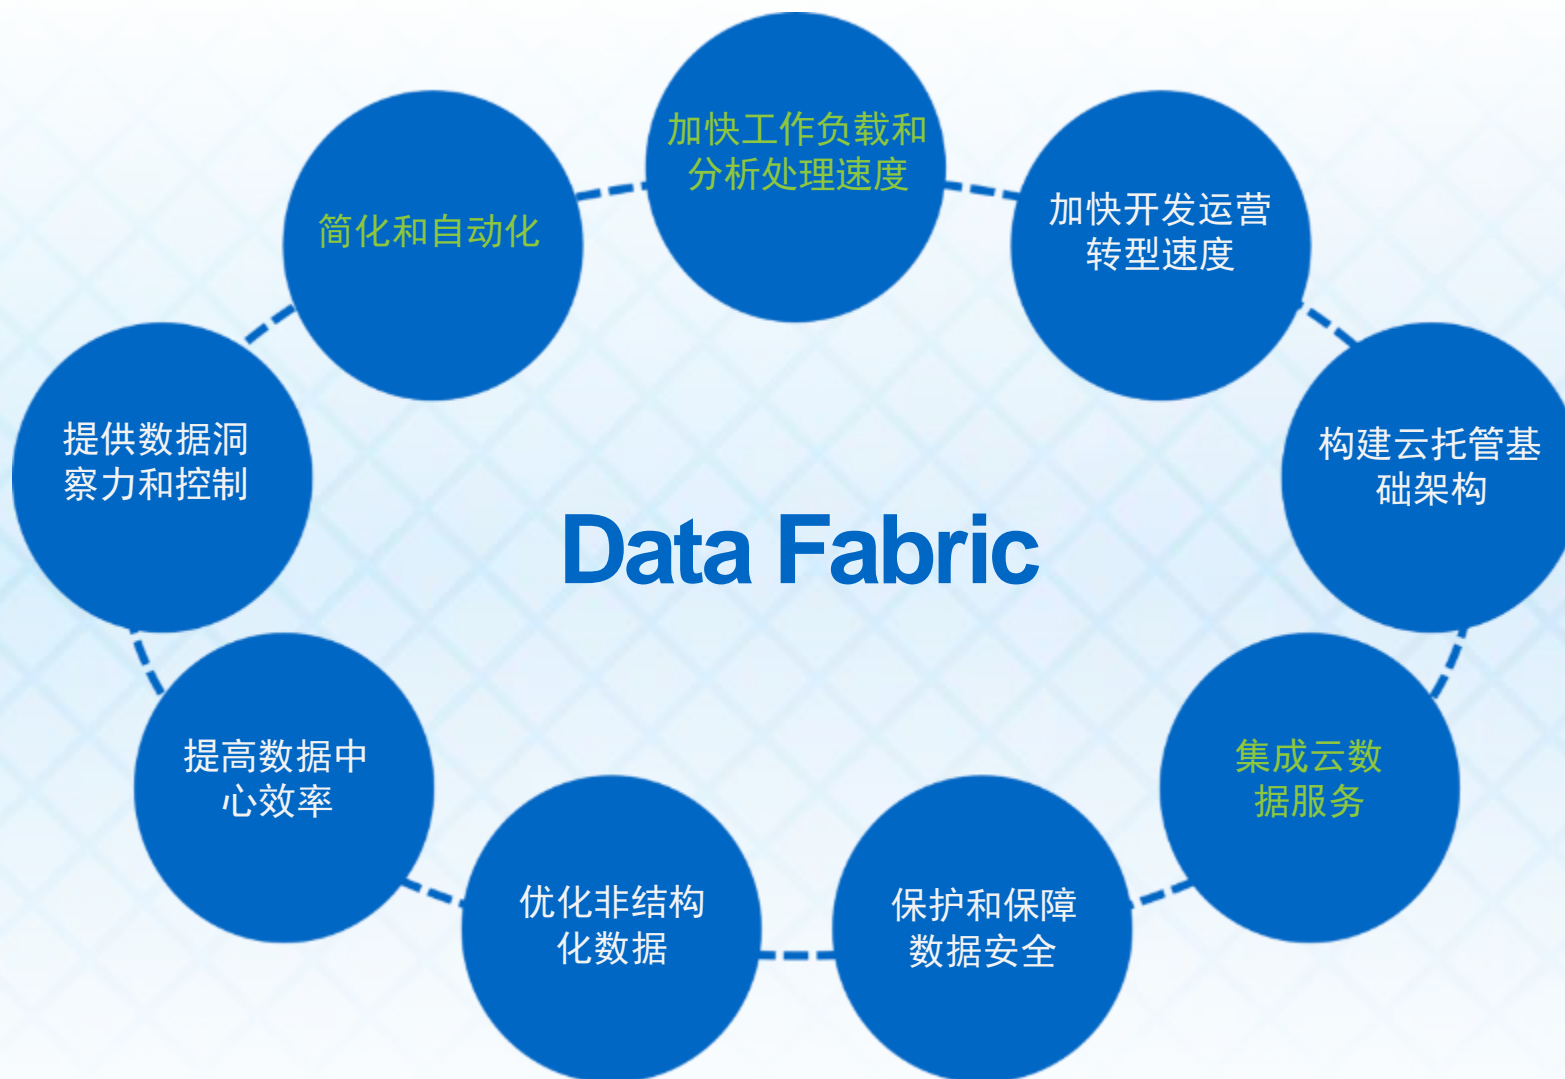 加快工作负载和
分析处理速度
简化和自动化
加快开发运营
转型速度
提供数据洞
察力和控制
构建云托管基
础架构
Data Fabric
提高数据中
心效率
集成云数
据服务
优化非结构
化数据
保护和保障
数据安全